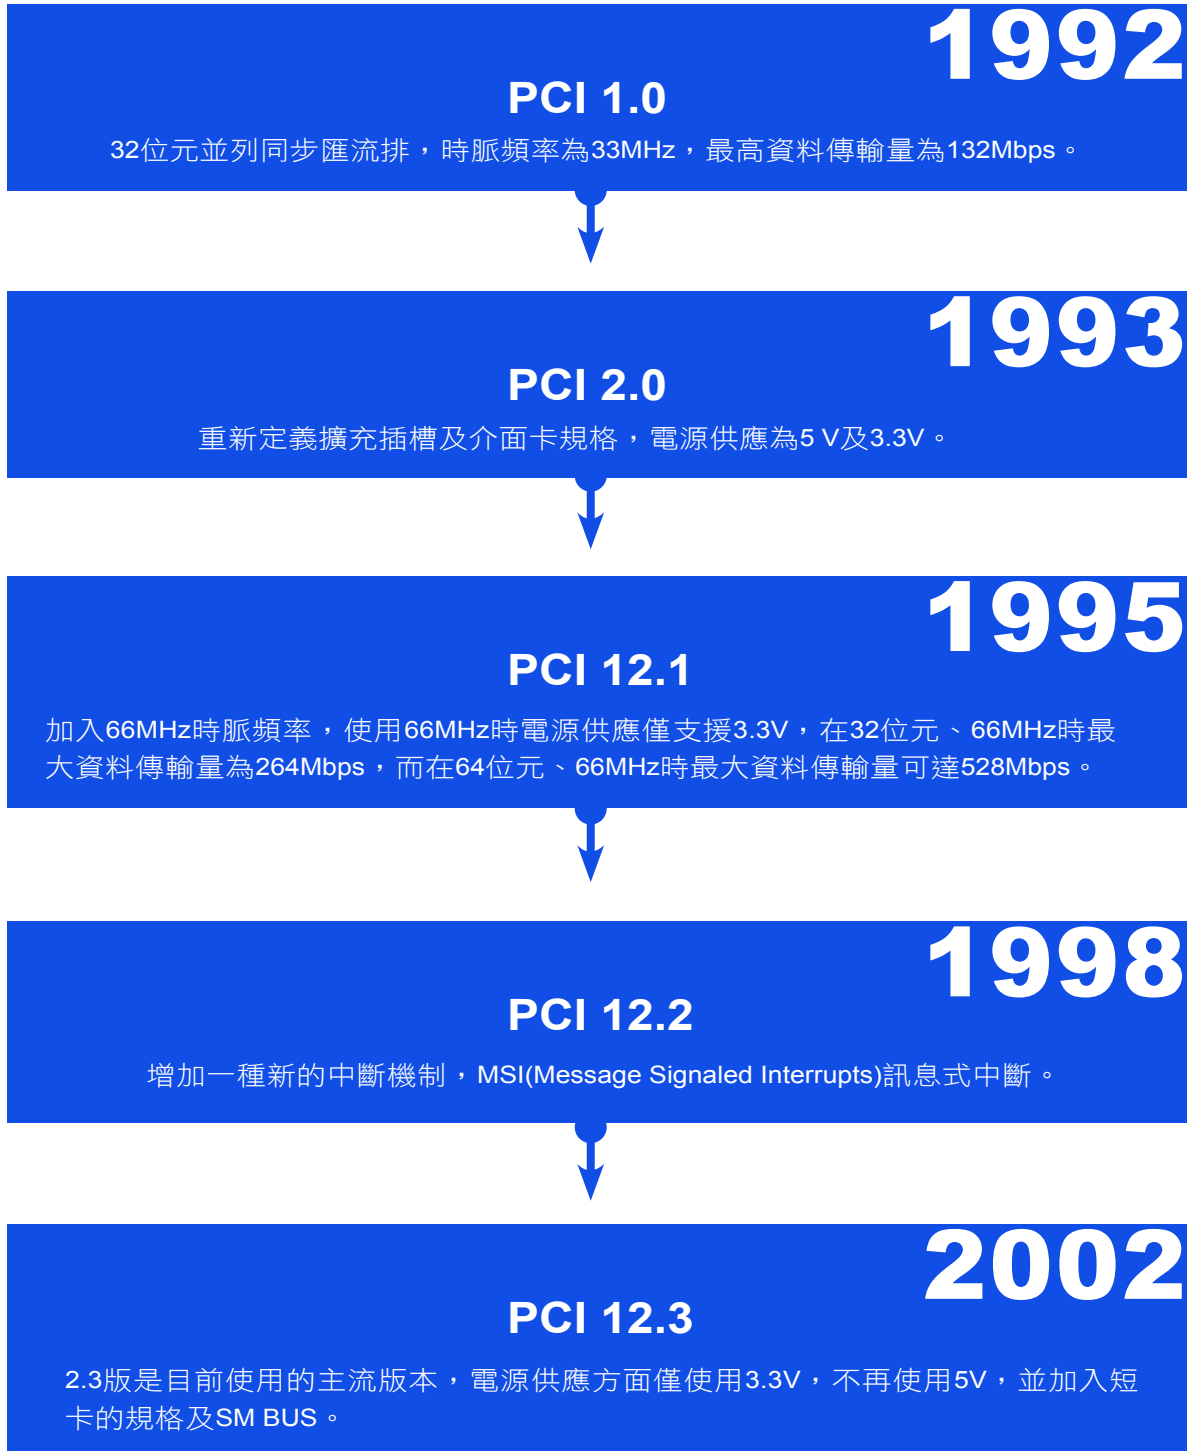 1992
PCI 1.0
32位元並列同步匯流排，時脈頻率為33MHz，最高資料傳輸量為132Mbps。
1993
PCI 2.0
重新定義擴充插槽及介面卡規格，電源供應為5 V及3.3V。
1995
PCI 12.1
加入66MHz時脈頻率，使用66MHz時電源供應僅支援3.3V，在32位元、66MHz時最
大資料傳輸量為264Mbps，而在64位元、66MHz時最大資料傳輸量可達528Mbps。
1998
PCI 12.2
增加一種新的中斷機制，MSI(Message Signaled Interrupts)訊息式中斷。
2002
PCI 12.3
2.3版是目前使用的主流版本，電源供應方面僅使用3.3V，不再使用5V，並加入短
卡的規格及SM BUS。